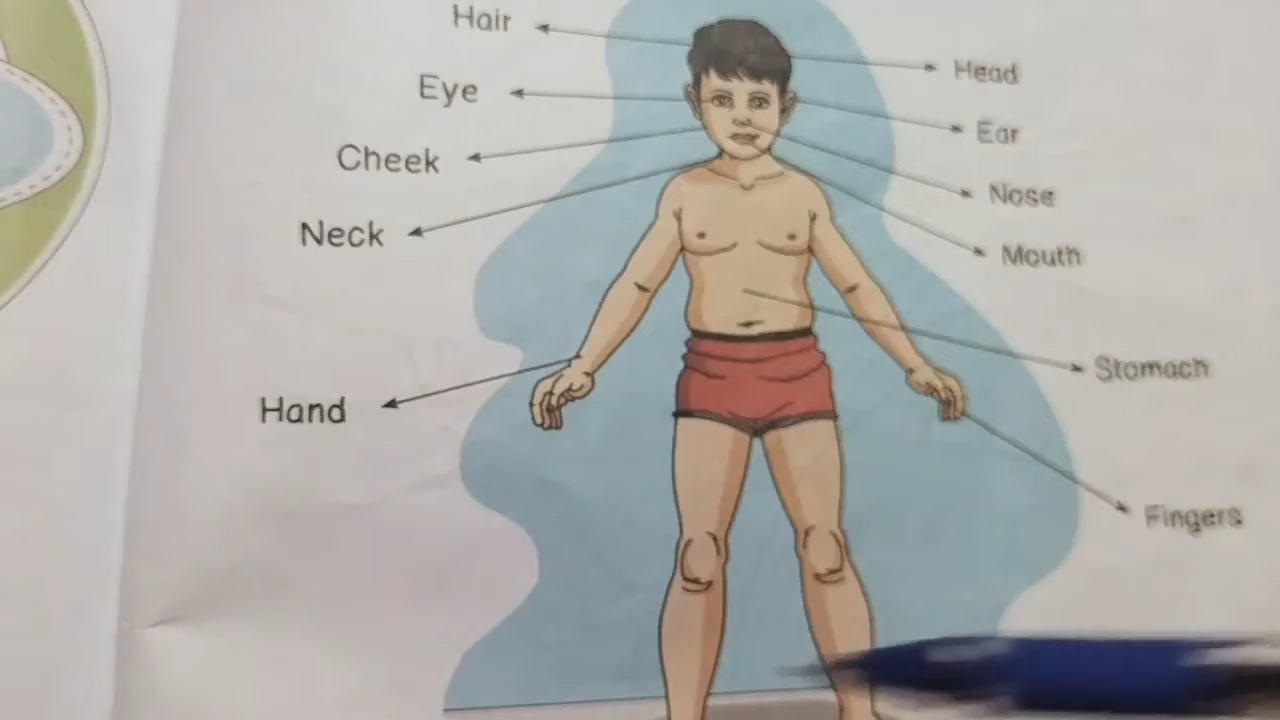 Hair
Head
Eye
Ear
Cheek
Nose
Neck
Mouth
Stomach
Hand
Fingers